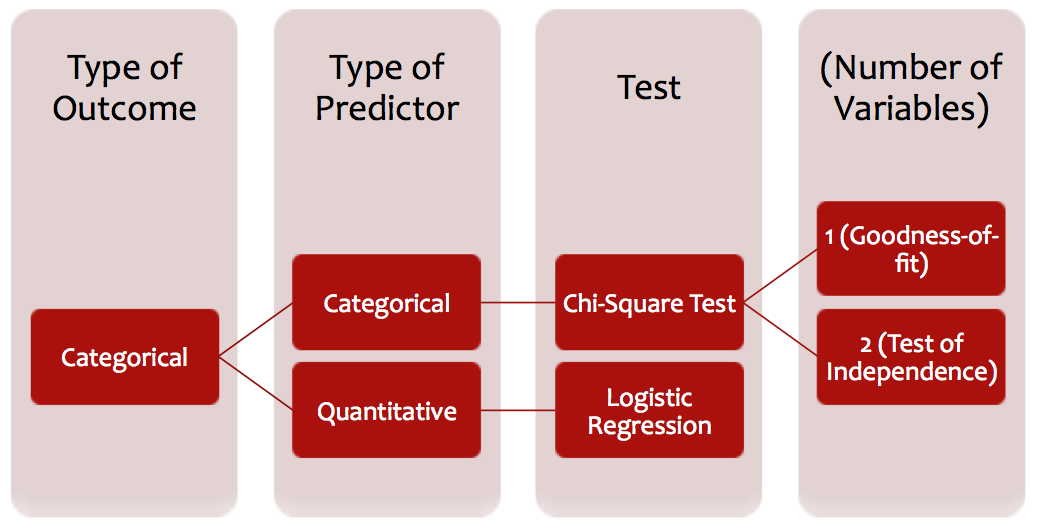 Type of
Outcome
Type of
Predictor
Test
(Number of
Variables)
Categorical
Categorical
Quantitative
Chi-Square Test
Logistic
Regression
1 (Goodness-of-
fit)
2 (Test of
Independence)